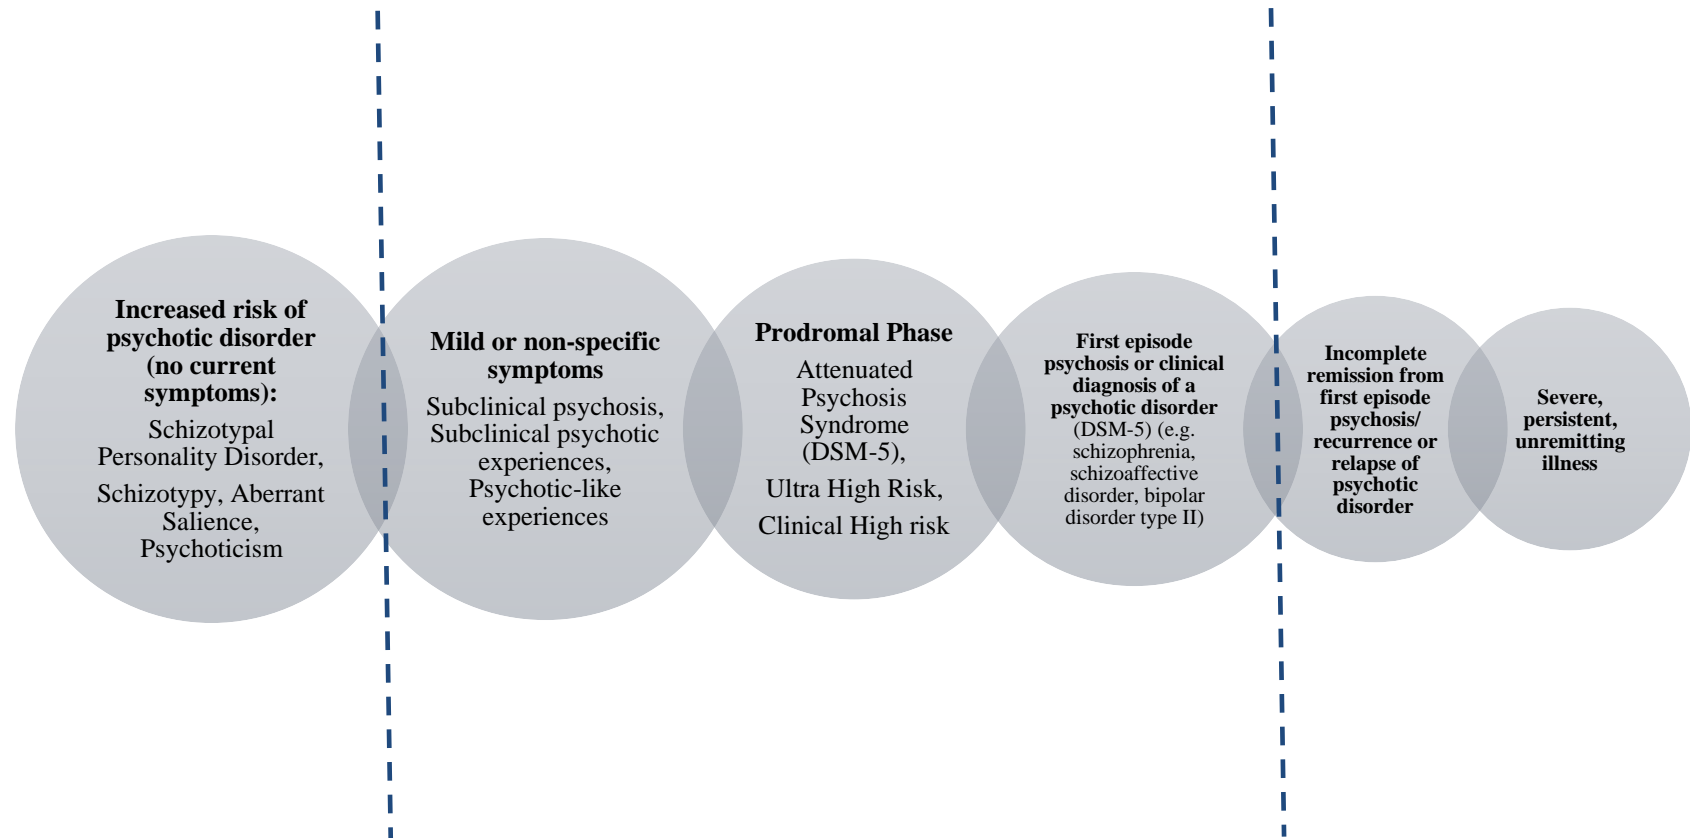 Increased risk of
psychotic disorder
(no current
symptoms):
Schizotypal
Personality Disorder,
Schizotypy, Aberrant
Salience,
Psychoticism
Mild or non-specific
symptoms
Subclinical psychosis,
Subclinical psychotic
experiences,
Psychotic-like
experiences
Prodromal Phase
Attenuated
Psychosis
Syndrome
(DSM-5),
Ultra High Risk,
Clinical High risk
First episode
psychosis or clinical
diagnosis of a
psychotic disorder
(DSM-5) (e.g.
schizophrenia,
schizoaffective
disorder, bipolar
disorder type II)
Incomplete
remission from
first episode
psychosis/
recurrence or
relapse of
psychotic
disorder
Severe,
persistent,
unremitting
illness